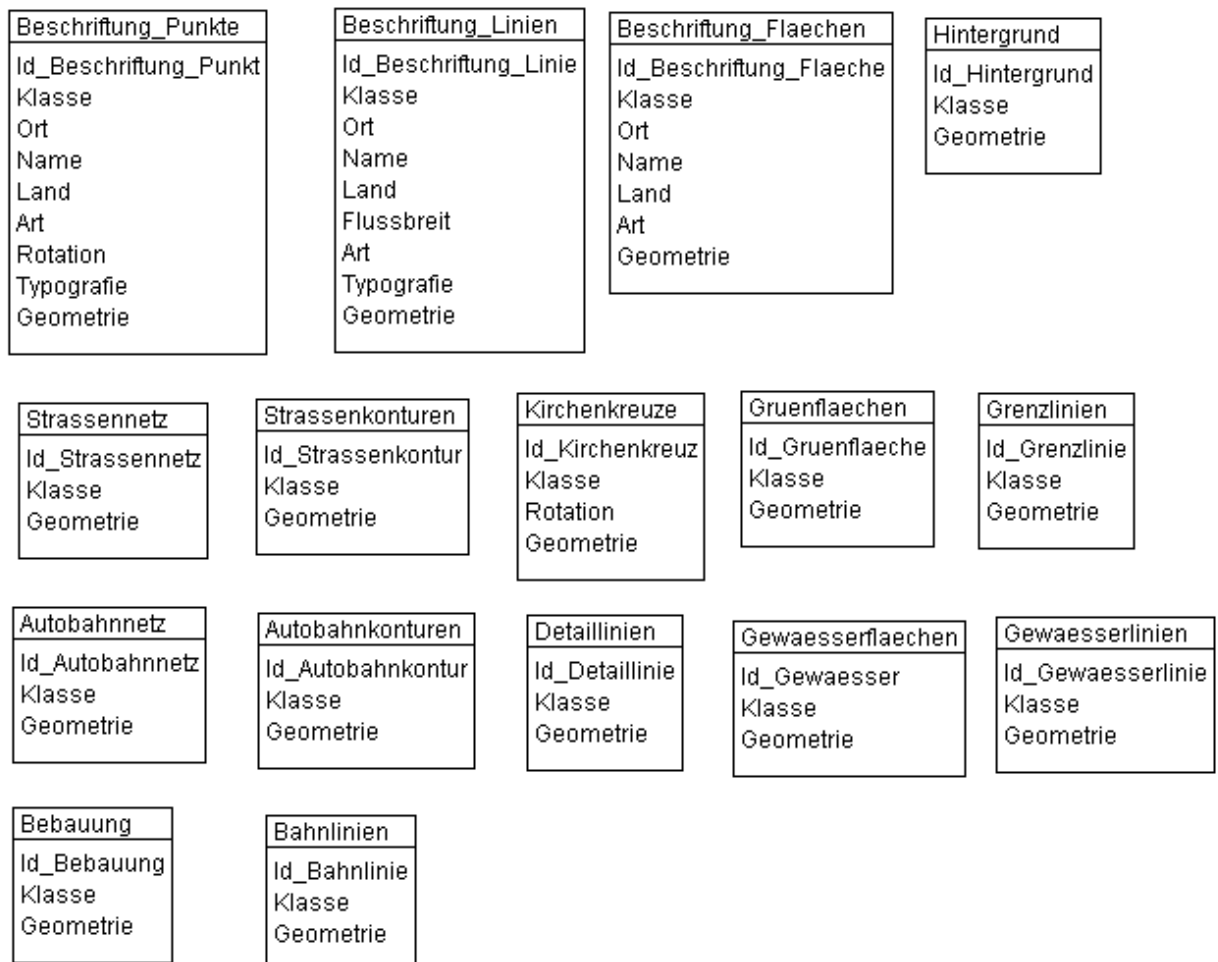 Beschriftung_Punkte
Id_Beschriftung_Punkt
Klasse
Ort
Name
Land
Art
Rotation
Typografie
Geometrie
Beschriftung_Linien
Id_Beschriftung_Linie
Klasse
Ort
Name
Land
Flussbreit
Art
Typografie
Geometrie
Beschriftung_Flaechen
Id_Beschriftung_Flaeche
Klasse
Ort
Name
Land
Art
Geometrie
Hintergrund
Id_Hintergrund
Klasse
Geometrie
Strassennetz
Id_Strassennetz
Klasse
Geometrie
Strassenkonturen
Id_Strassenkontur
Klasse
Geometrie
Kirchenkreuze
Id_Kirchenkreuz
Klasse
Rotation
Geometrie
Gruenflaechen
Id_Gruenflaeche
Klasse
Geometrie
Grenzlinien
Id_Grenzlinie
Klasse
Geometrie
Autobahnnetz
Id_Autobahnnetz
Klasse
Geometrie
Autobahnkonturen
Id_Autobahnkontur
Klasse
Geometrie
Detaillinien
Id_Detaillinie
Klasse
Geometrie
Gewaesserflaechen
Id_Gewaesser
Klasse
Geometrie
Gewaesserlinien
Id_Gewaesserlinie
Klasse
Geometrie
Bebauung
Id_Bebauung
Klasse
Geometrie
Bahnlinien
Id_Bahnlinie
Klasse
Geometrie